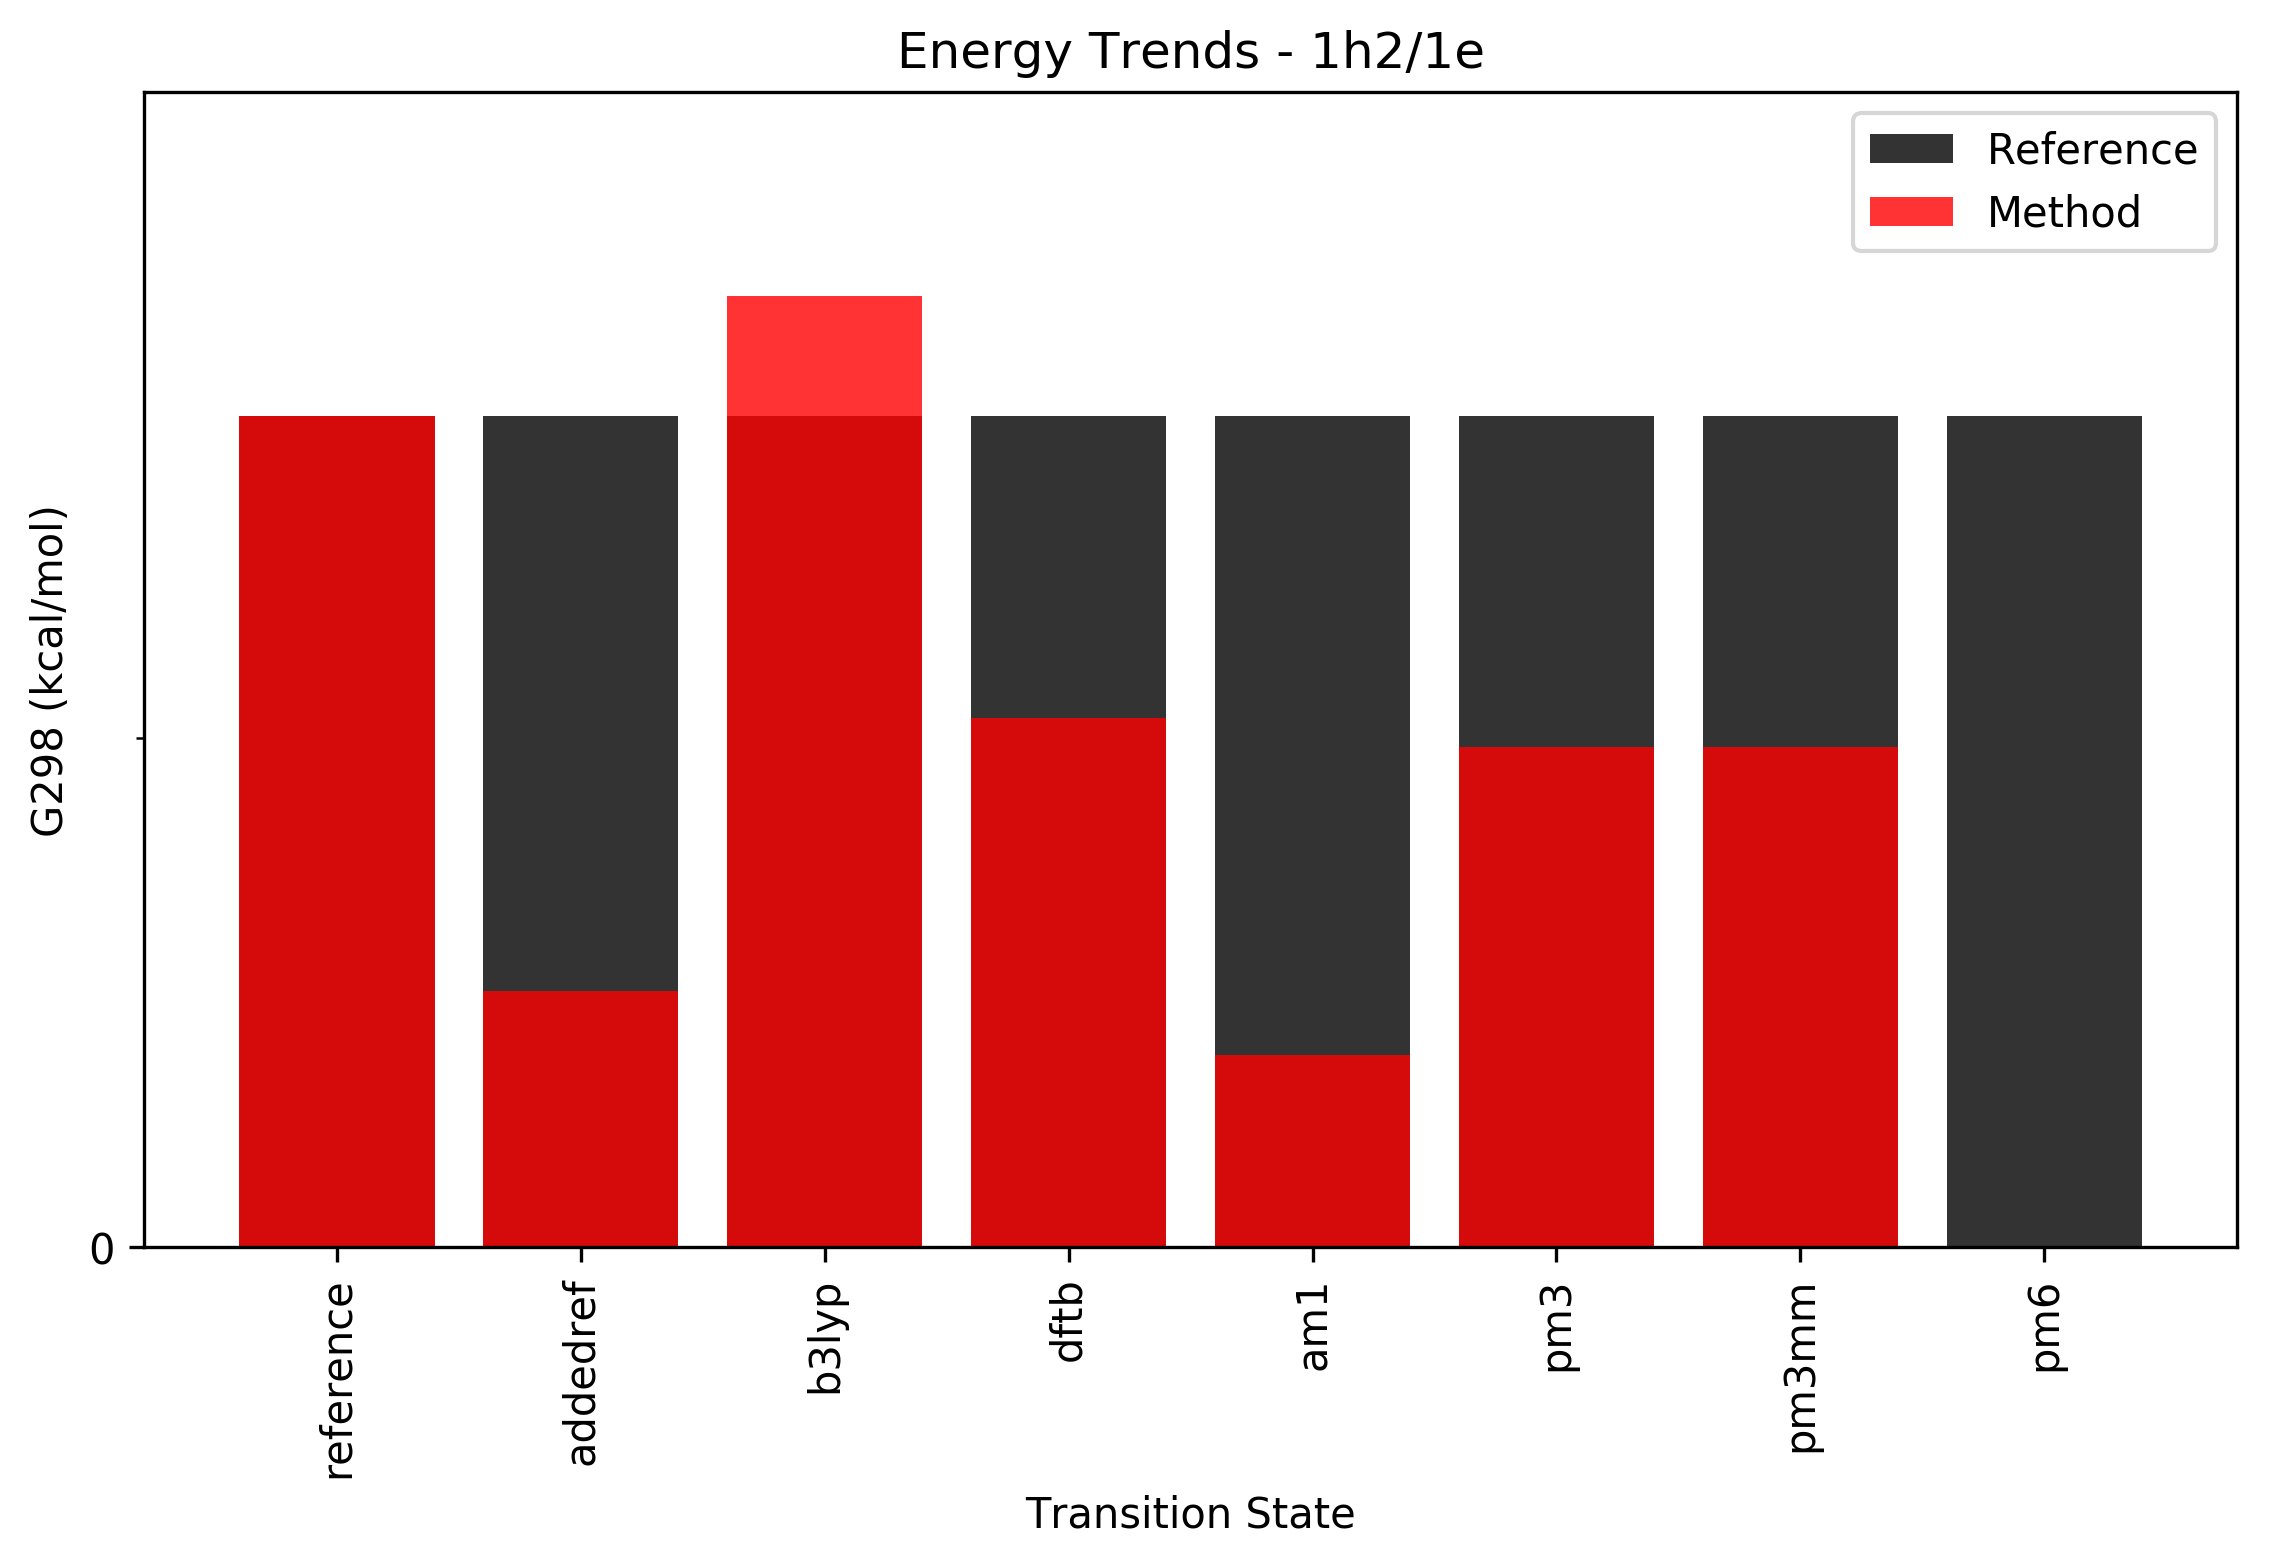 Energy Trends - 1h2/1e
Reference
Method
G298 (kcal/mol)
0
reference
addedref
b3lyp
dftb
am1
pm3
pm3mm
pm6
Transition State